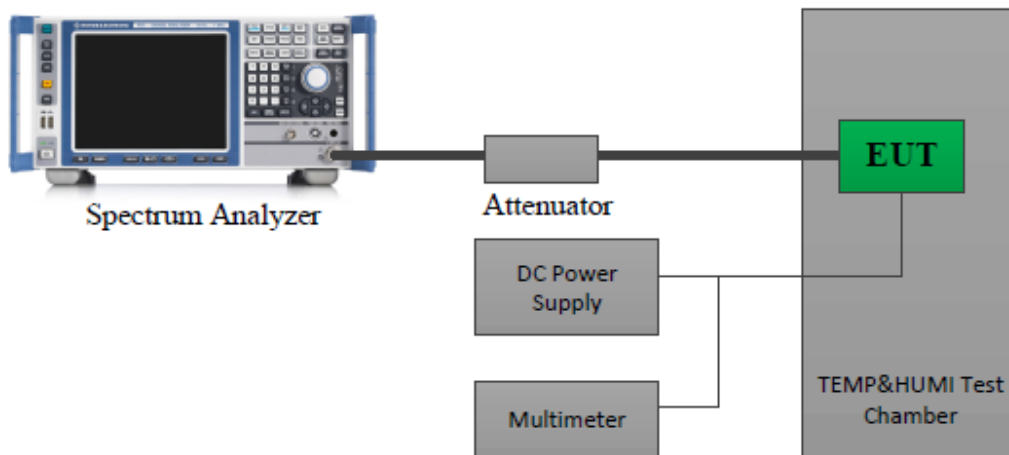 Spectrum Analyzer
Attenuator
EUT
DC Power
Supply
Multimeter
TEMP&HUMI Test
Chamber